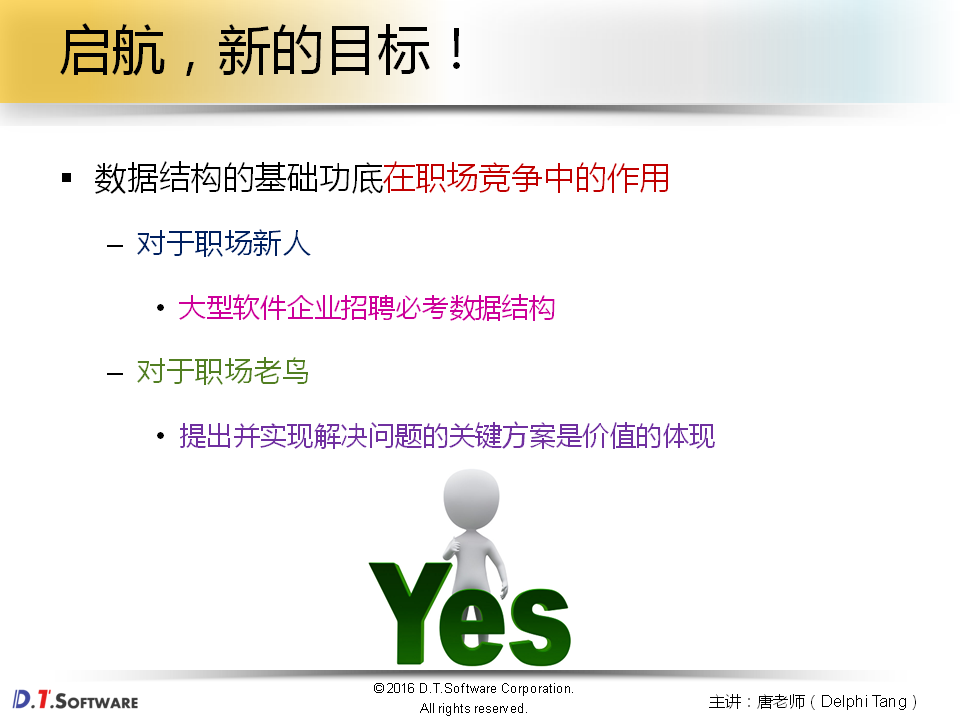 启航，新的目标！
▪ 数据结构的基础功底在职场竞争中的作用
– 对于职场新人
• 大型软件企业招聘必考数据结构
– 对于职场老鸟
• 提出并实现解决问题的关键方案是价值的体现
Yes
D.T.SOFTWARE
©2016 D.T.Software Corporation.
All rights reserved.
主讲：唐老师（Delphi Tang）